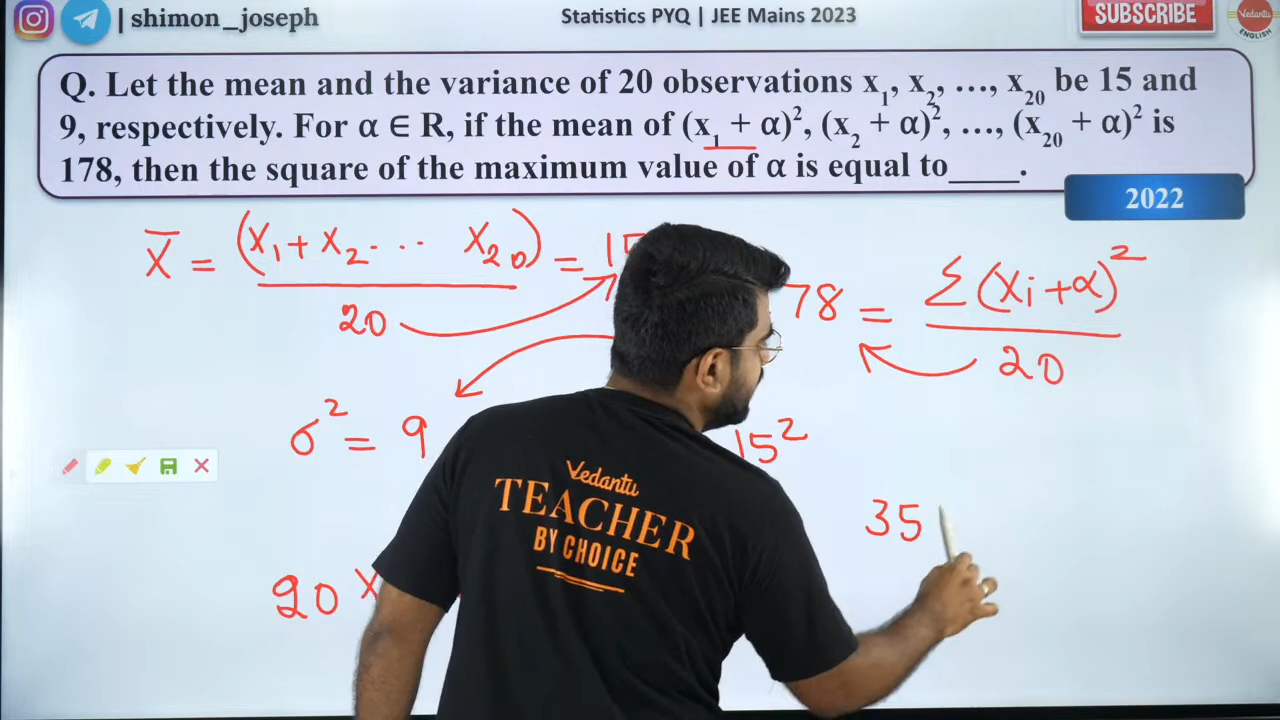 | shimon_joseph
Statistics PYQ | JEE Mains 2023
SUBSCRIBE
Vedantu
ENGLISH
Q. Let the mean and the variance of 20 observations x₁, x₂, ..., x₂₀ be 15 and
9, respectively. For α ∈ R, if the mean of (x₁ + α)², (x₂ + α)², ..., (x₂₀ + α)² is
178, then the square of the maximum value of α is equal to____.
2022
X̄ = (X₁ + X₂ ... X₂₀) / 20 = 15
78 = Σ(Xi + α)² / 20
σ² = 9
15²
35
20 X
Vedantu
TEACHER
BY CHOICE